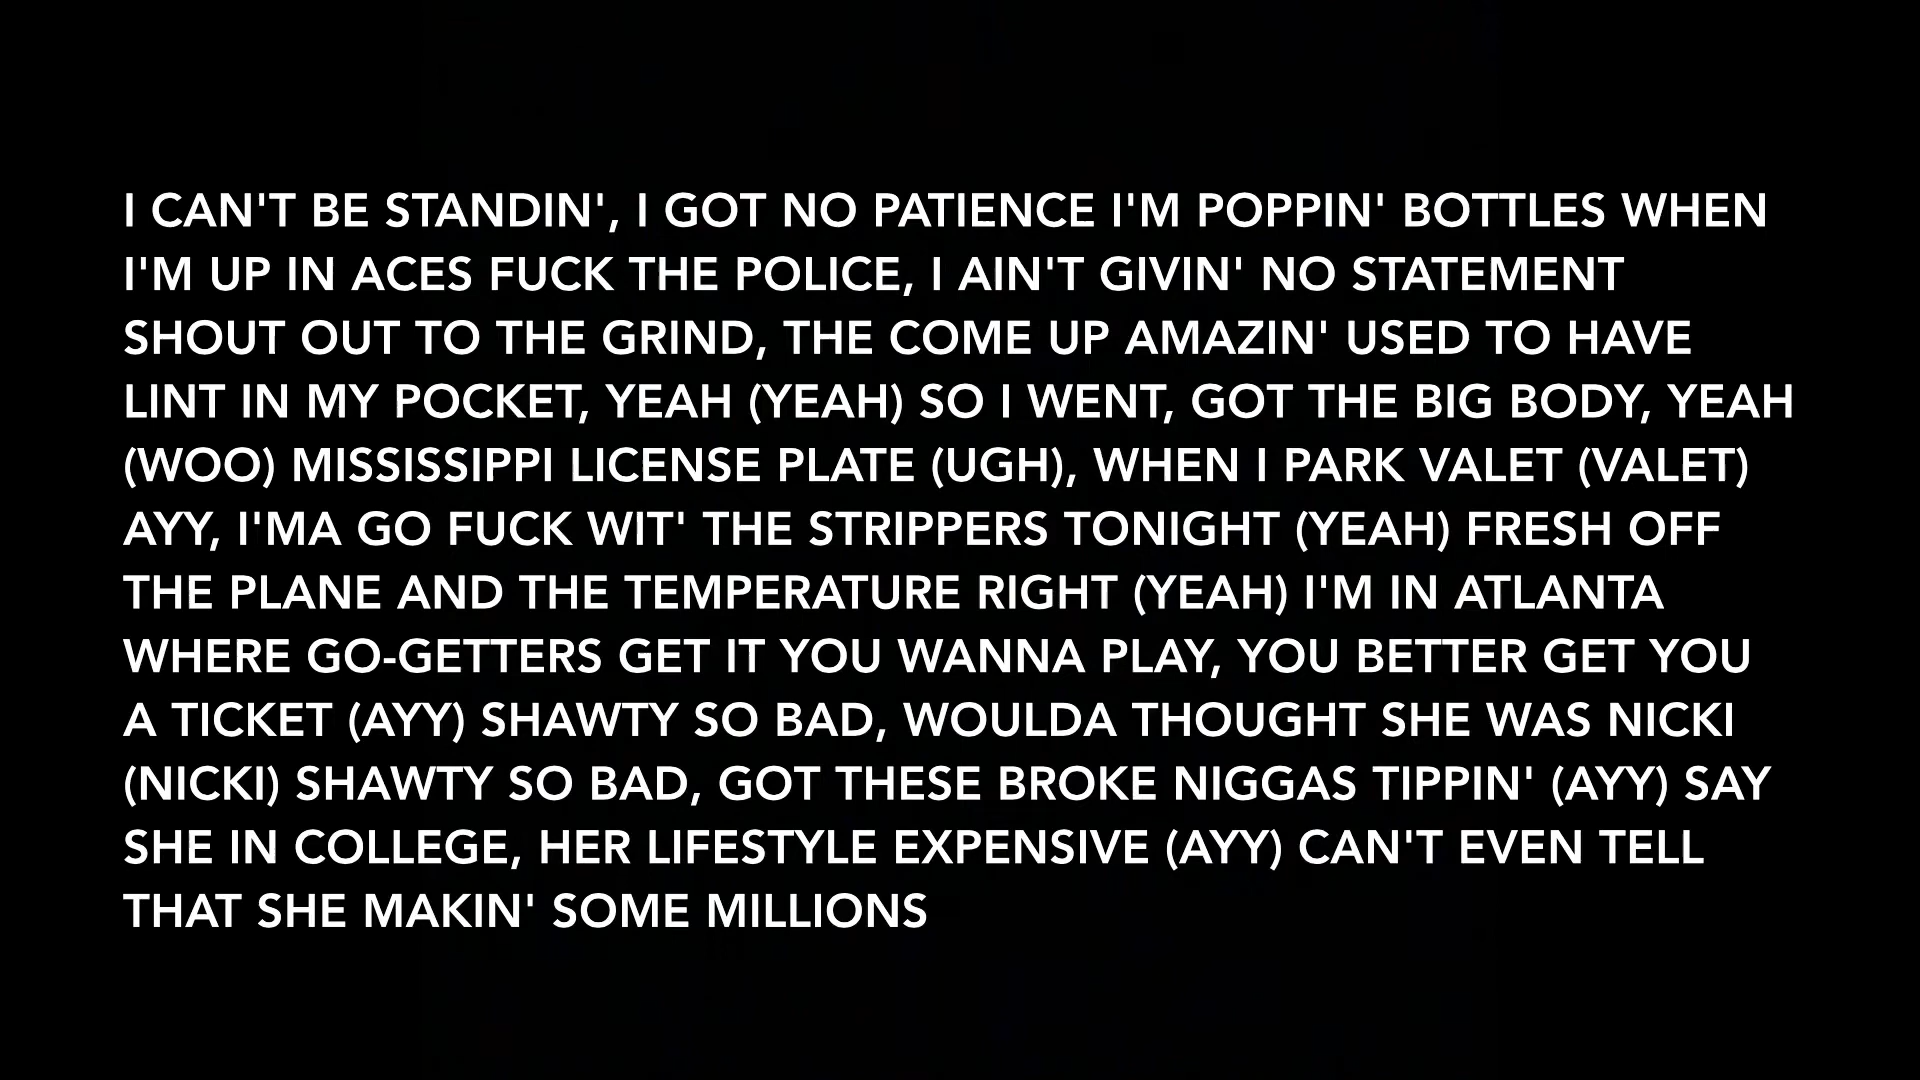 I CAN'T BE STANDIN', I GOT NO PATIENCE I'M POPPIN' BOTTLES WHEN
I'M UP IN ACES FUCK THE POLICE, I AIN'T GIVIN' NO STATEMENT
SHOUT OUT TO THE GRIND, THE COME UP AMAZIN' USED TO HAVE
LINT IN MY POCKET, YEAH (YEAH) SO I WENT, GOT THE BIG BODY, YEAH
(WOO) MISSISSIPPI LICENSE PLATE (UGH), WHEN I PARK VALET (VALET)
AYY, I'MA GO FUCK WIT' THE STRIPPERS TONIGHT (YEAH) FRESH OFF
THE PLANE AND THE TEMPERATURE RIGHT (YEAH) I'M IN ATLANTA
WHERE GO-GETTERS GET IT YOU WANNA PLAY, YOU BETTER GET YOU
A TICKET (AYY) SHAWTY SO BAD, WOULDA THOUGHT SHE WAS NICKI
(NICKI) SHAWTY SO BAD, GOT THESE BROKE NIGGAS TIPPIN' (AYY) SAY
SHE IN COLLEGE, HER LIFESTYLE EXPENSIVE (AYY) CAN'T EVEN TELL
THAT SHE MAKIN' SOME MILLIONS